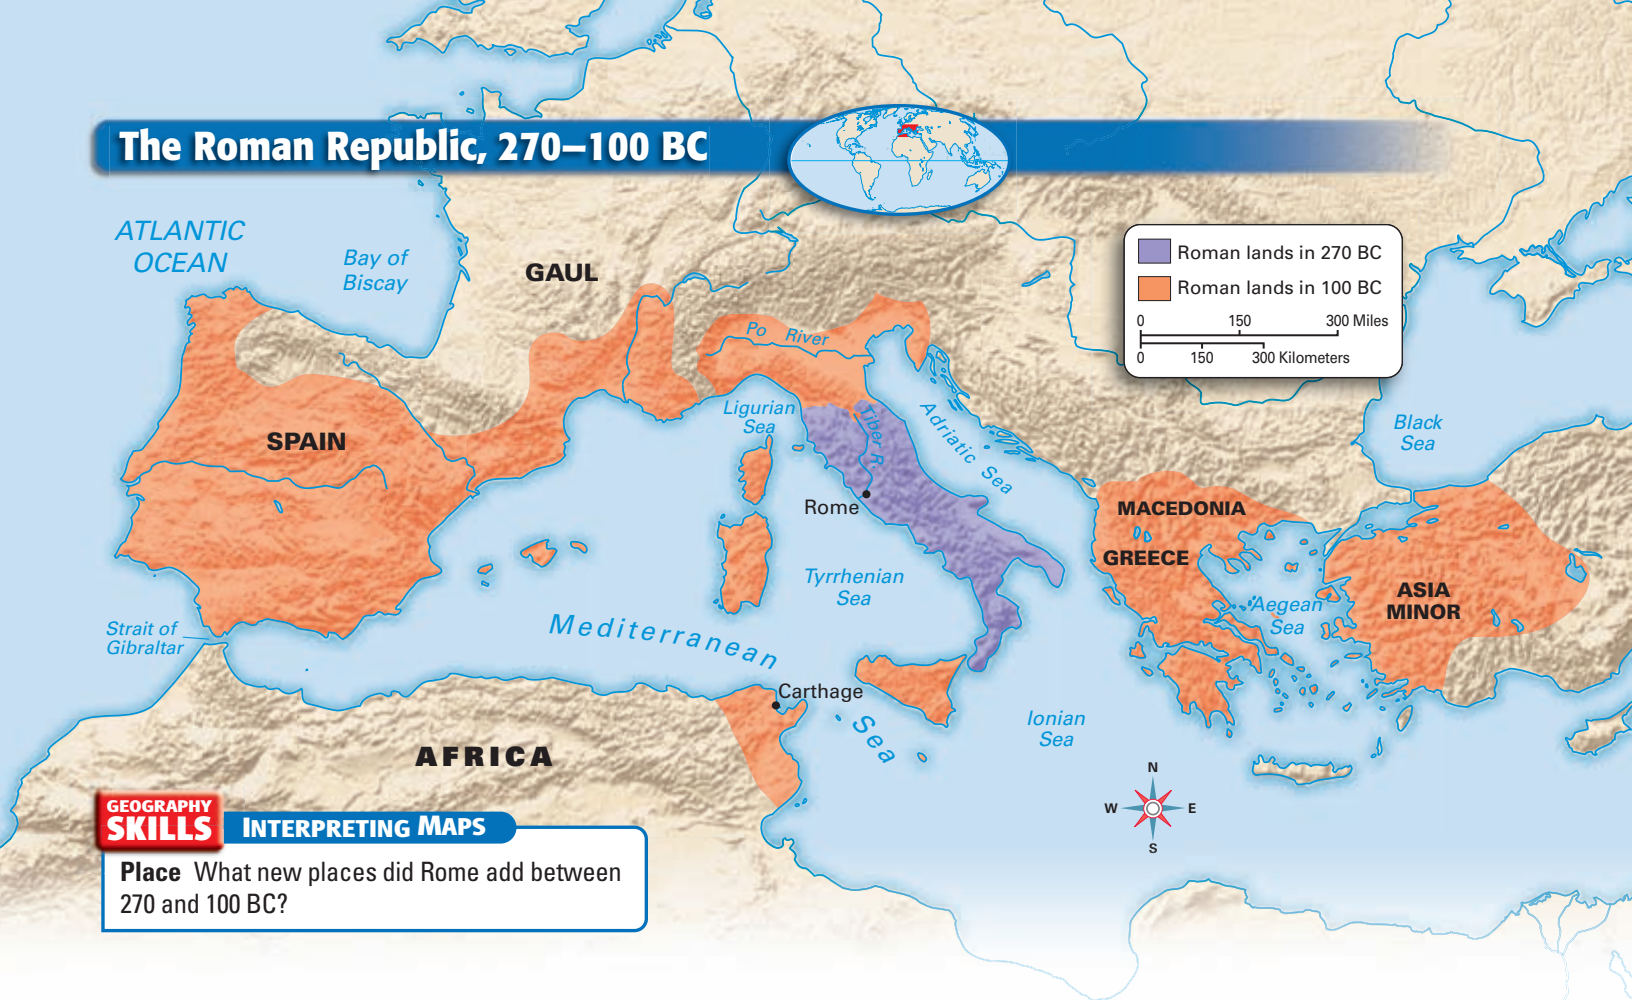 The Roman Republic, 270–100 BC
ATLANTIC
OCEAN
Bay of
Biscay
GAUL
Roman lands in 270 BC
Roman lands in 100 BC
0 150 300 Miles
0 150 300 Kilometers
Po River
Ligurian
Sea
Tiber R.
Adriatic Sea
Black
Sea
SPAIN
Rome
MACEDONIA
GREECE
Tyrrhenian
Sea
ASIA
MINOR
Aegean
Sea
Strait of
Gibraltar
Mediterranean
Sea
Carthage
Ionian
Sea
AFRICA
N
W E
S
GEOGRAPHY
SKILLS
INTERPRETING MAPS
Place What new places did Rome add between
270 and 100 BC?